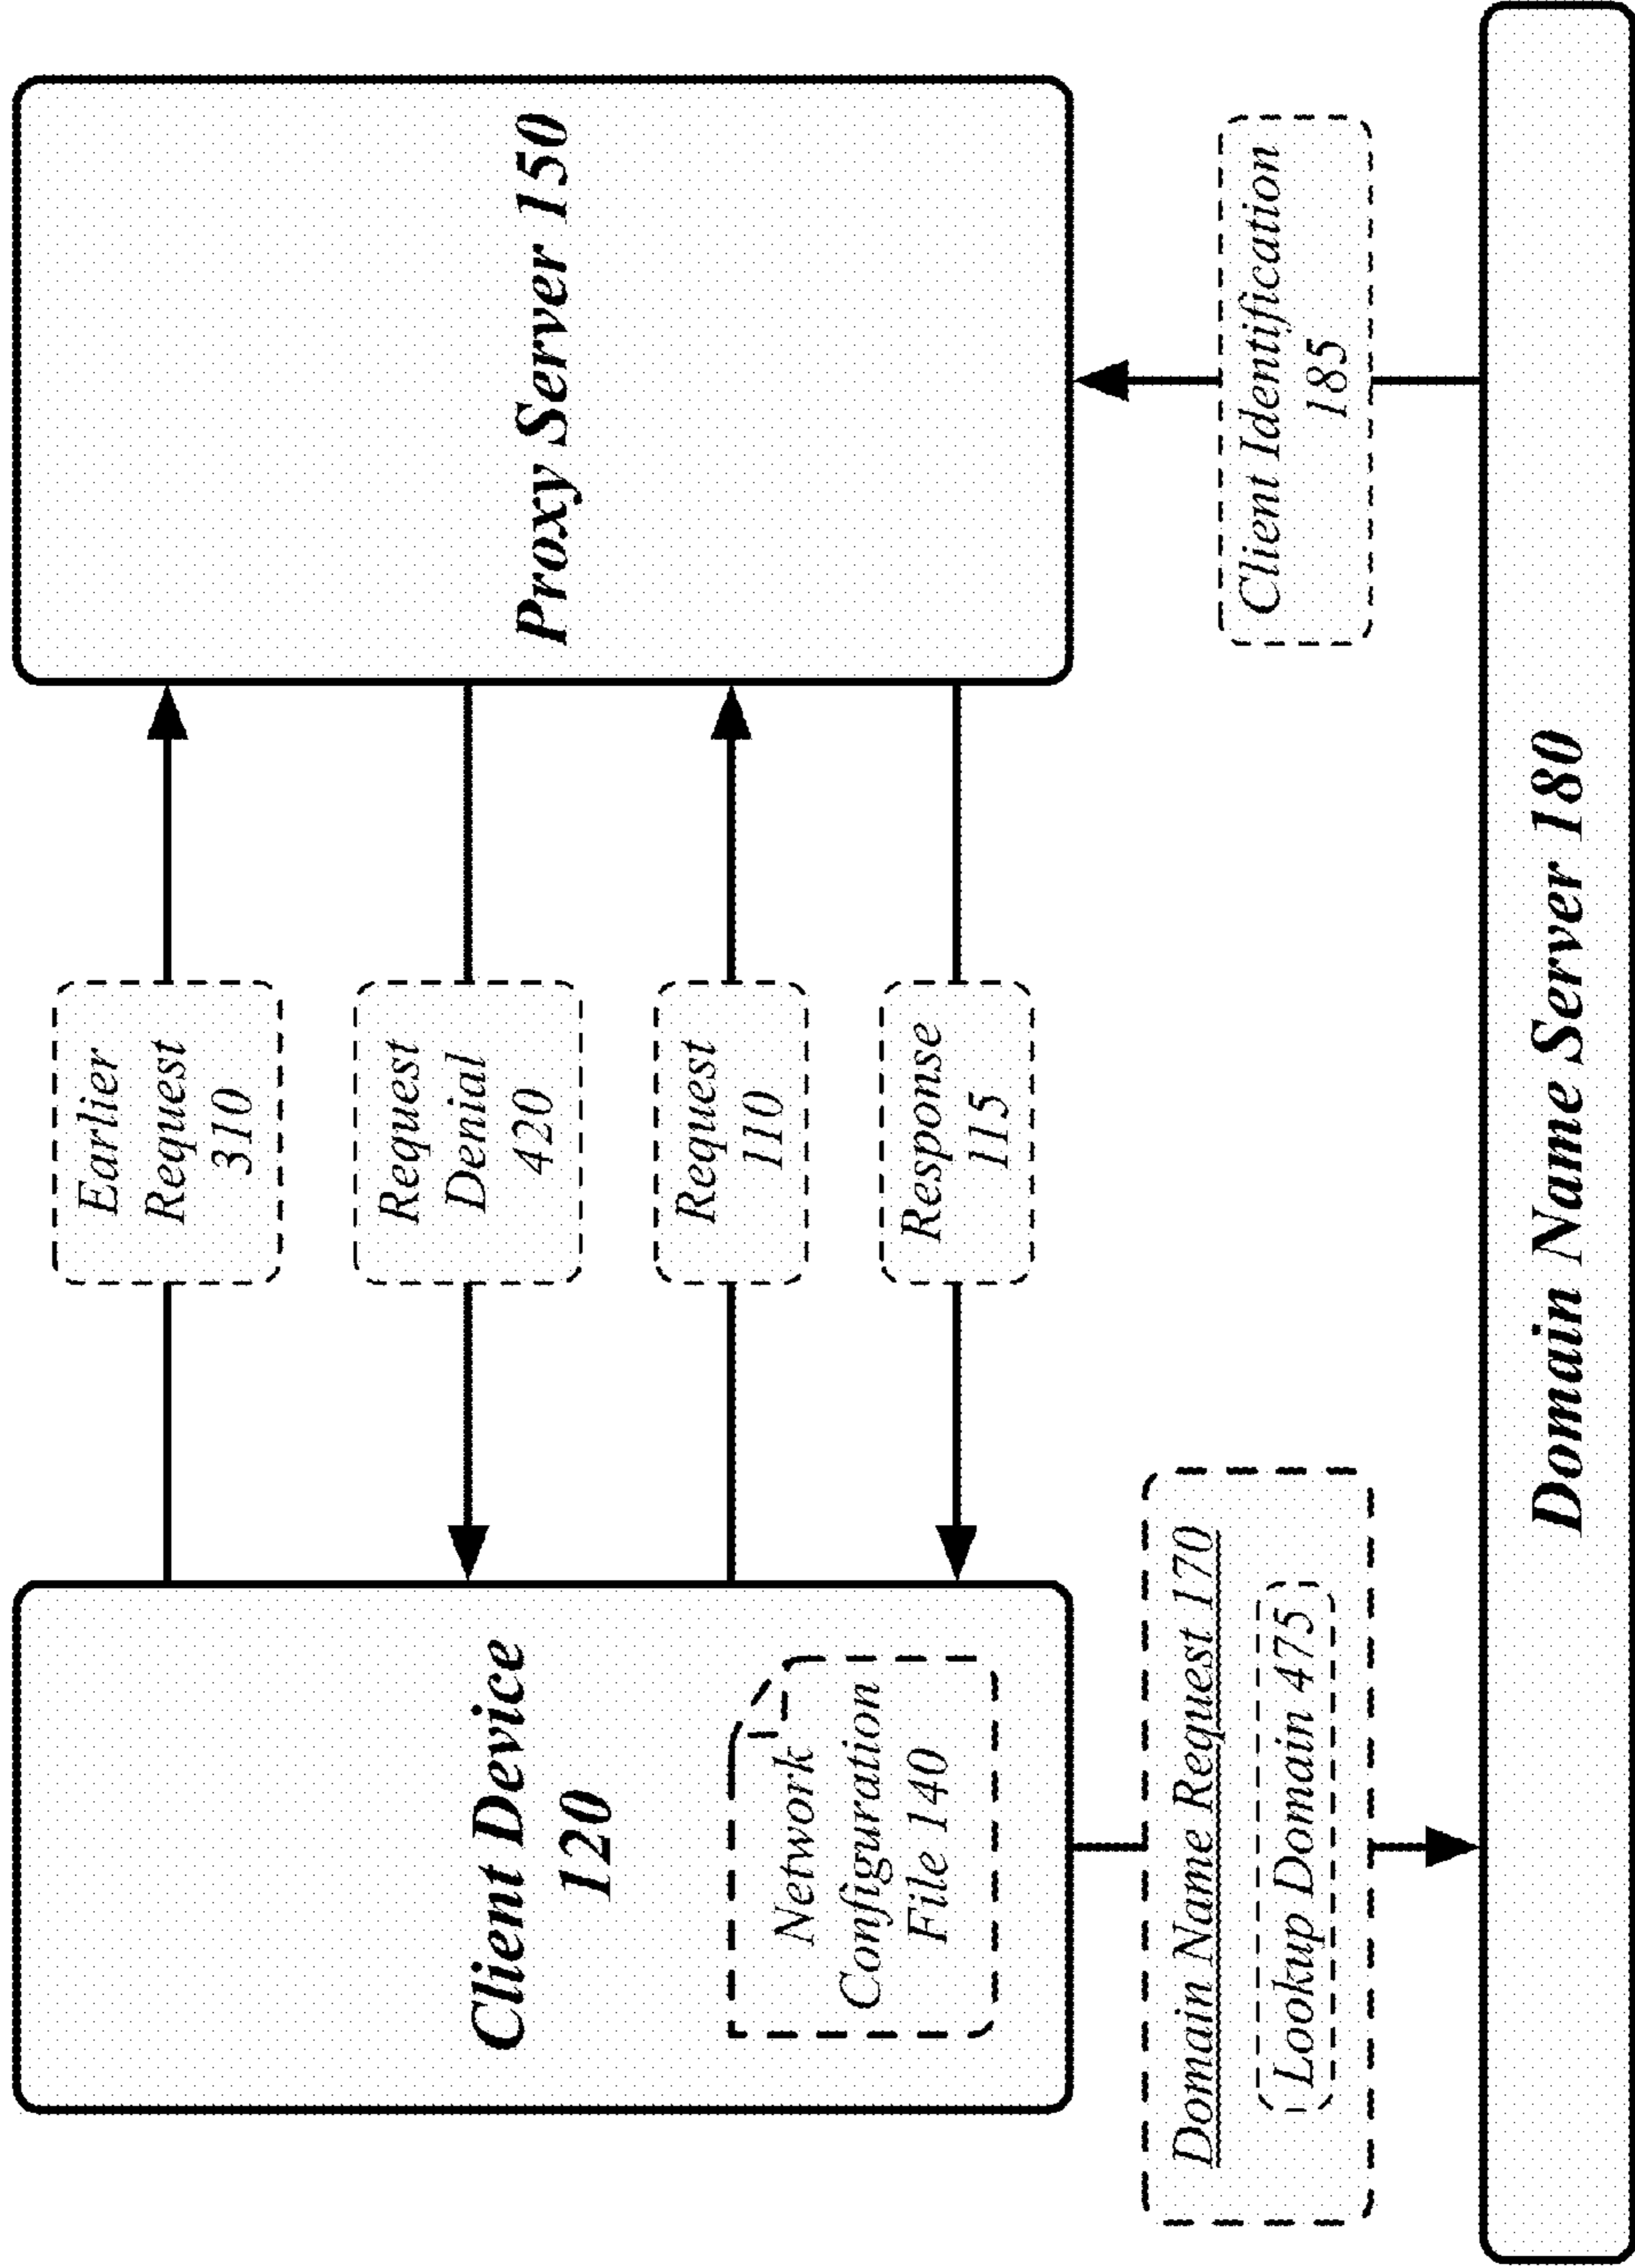 Client Device
120
Network
Configuration
File 140
Earlier
Request
310
Request
Denial
420
Request
110
Response
115
Proxy Server 150
Domain Name Request 170
Lookup Domain 475
Client Identification
185
Domain Name Server 180